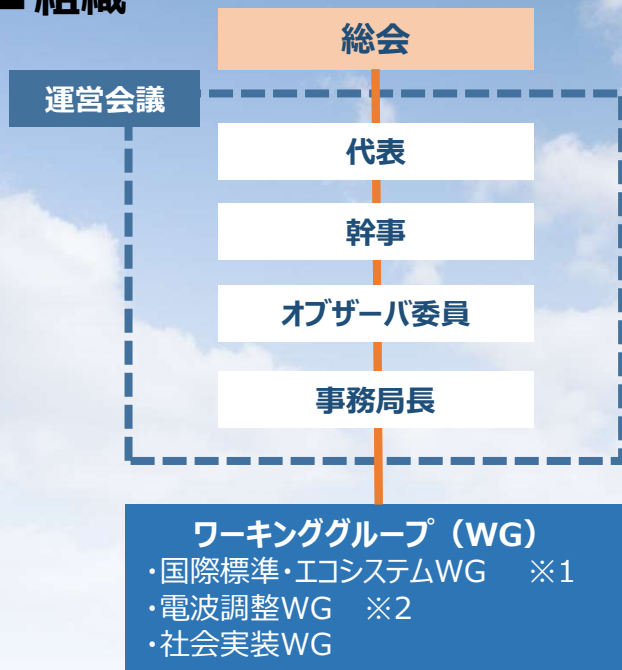 ■組織
総会
運営会議
代表
幹事
オブザーバ委員
事務局長
ワーキンググループ（WG）
・国際標準・エコシステムWG ※1
・電波調整WG ※2
・社会実装WG